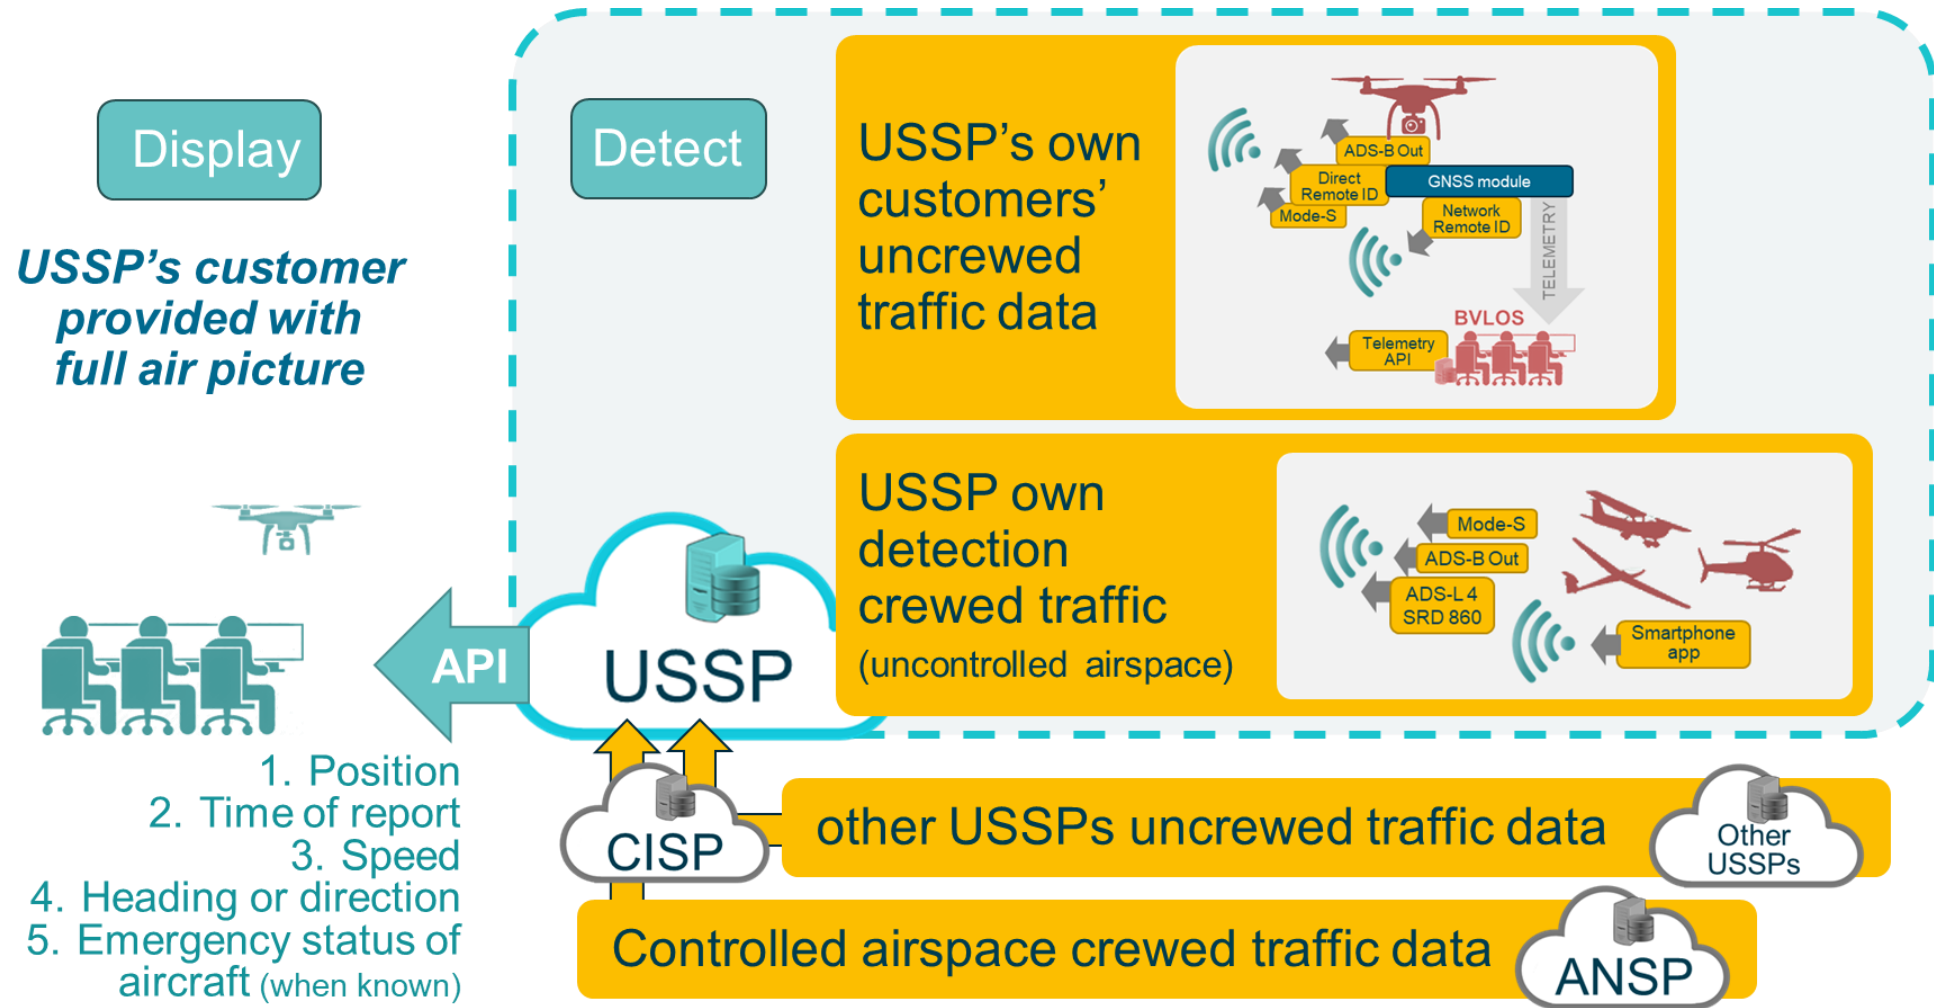 Display
USSP's customer
provided with
full air picture
API
1. Position
2. Time of report
3. Speed
4. Heading or direction
5. Emergency status of
aircraft (when known)
Detect
USSP
USSP's own
customers'
uncrewed
traffic data
ADS-B Out
Direct
Remote ID
GNSS module
Mode-S
Network
Remote ID
TELEMETRY
BVLOS
Telemetry
API
USSP own
detection
crewed traffic
(uncontrolled airspace)
Mode-S
ADS-B Out
ADS-L 4
SRD 860
Smartphone
app
CISP
other USSPs uncrewed traffic data
Other
USSPs
Controlled airspace crewed traffic data
ANSP